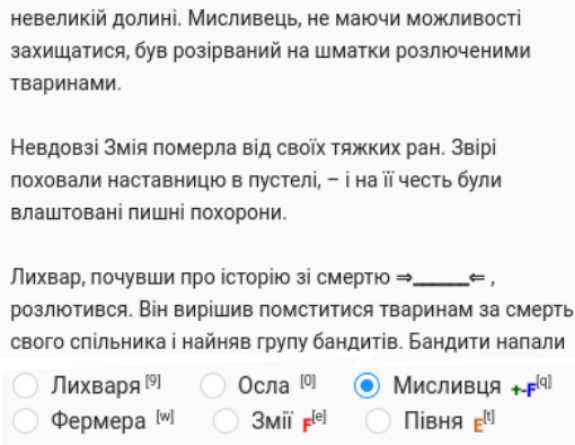 невеликій долині. Мисливець, не маючи можливості
захищатися, був розірваний на шматки розлюченими
тваринами.
Невдовзі Змія померла від своїх тяжких ран. Звірі
поховали наставницю в пустелі, – і на її честь були
влаштовані пишні похорони.
Лихвар, почувши про історію зі смертю ⇒______⇐ ,
розлютився. Він вирішив помститися тваринам за смерть
свого спільника і найняв групу бандитів. Бандити напали
Лихваря [9] Осла [0] Мисливця +-F[q]
Фермера [w] Змії F[e] Півня E[t]